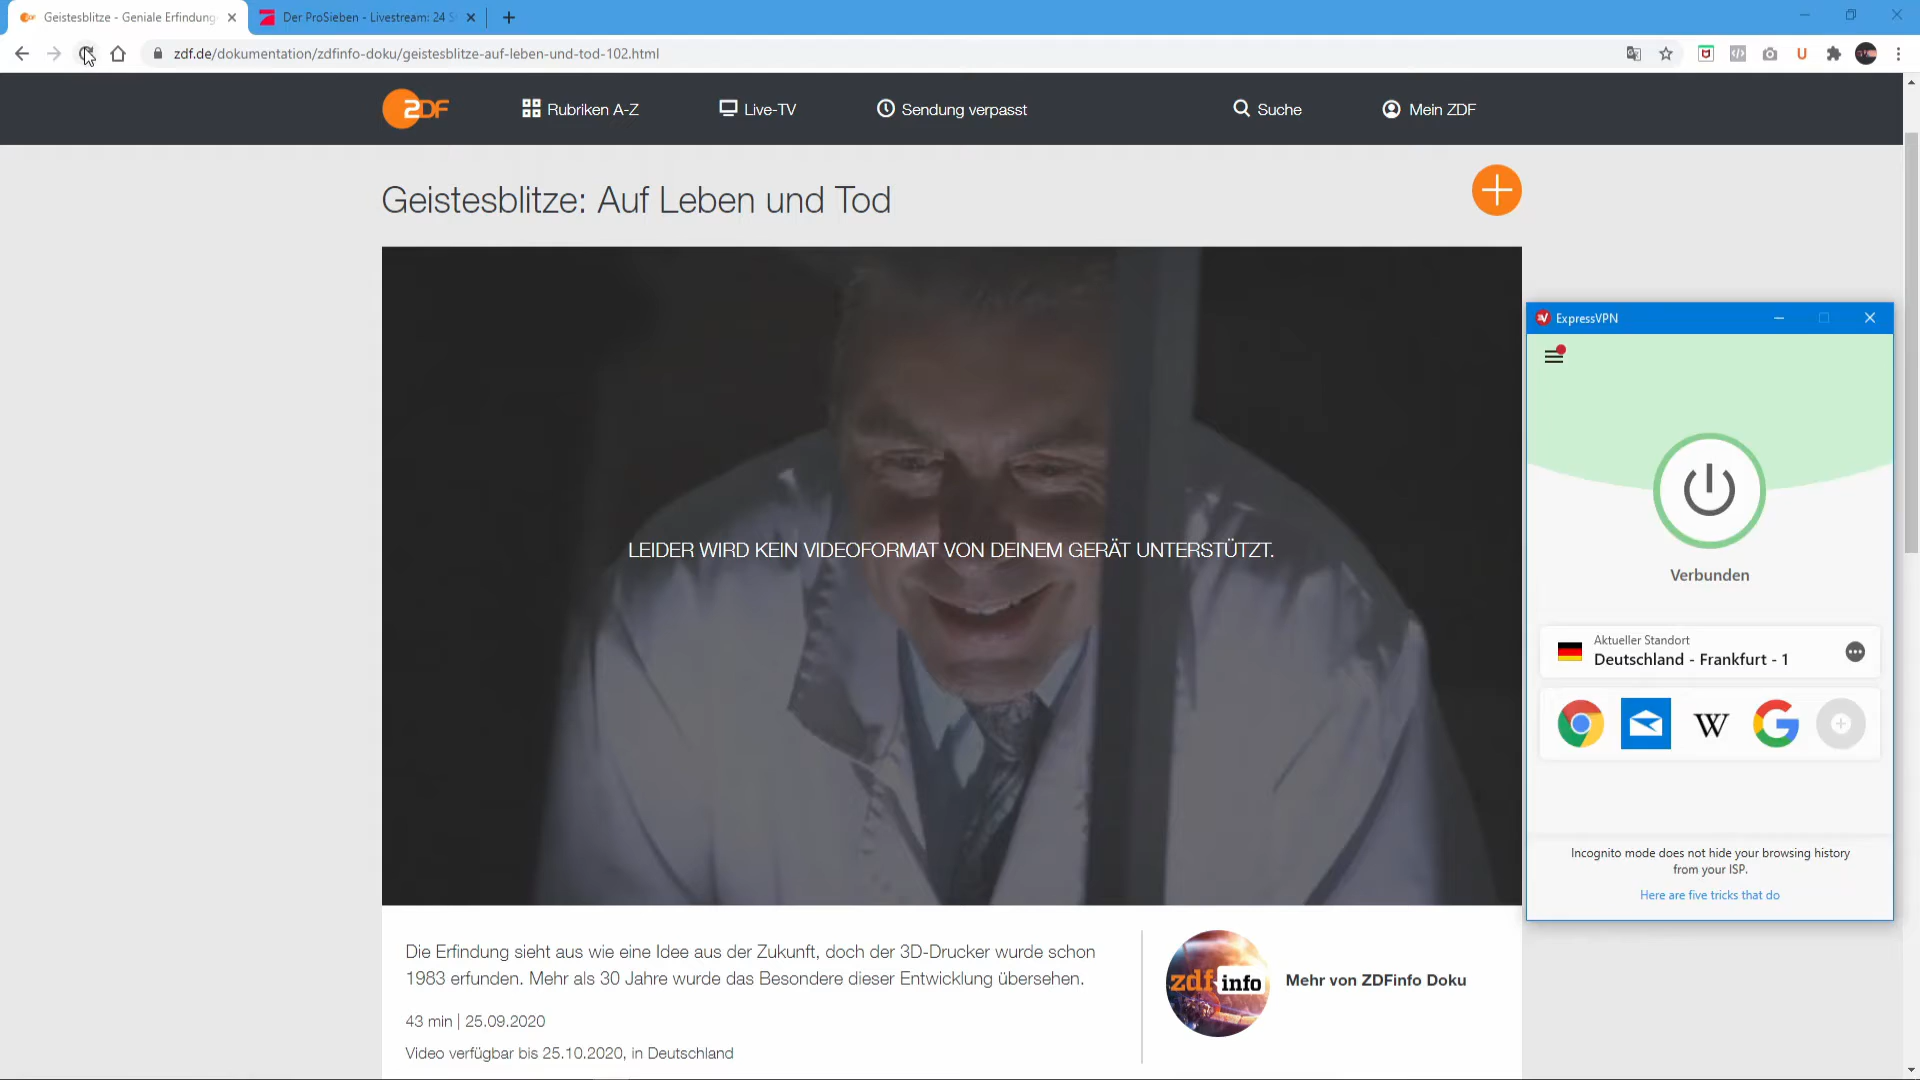 Geistesblitze - Geniale Erfindung
Der ProSieben - Livestream: 24 S
zdf.de/dokumentation/zdfinfo-doku/geistesblitze-auf-leben-und-tod-102.html
ZDF
Rubriken A-Z
Live-TV
Sendung verpasst
Suche
Mein ZDF
Geistesblitze: Auf Leben und Tod
LEIDER WIRD KEIN VIDEOFORMAT VON DEINEM GERÄT UNTERSTÜTZT.
ExpressVPN
Verbunden
Aktueller Standort
Deutschland - Frankfurt - 1
W
G
Incognito mode does not hide your browsing history
from your ISP.
Here are five tricks that do
Die Erfindung sieht aus wie eine Idee aus der Zukunft, doch der 3D-Drucker wurde schon
1983 erfunden. Mehr als 30 Jahre wurde das Besondere dieser Entwicklung übersehen.
43 min | 25.09.2020
Video verfügbar bis 25.10.2020, in Deutschland
zdf info
Mehr von ZDFinfo Doku